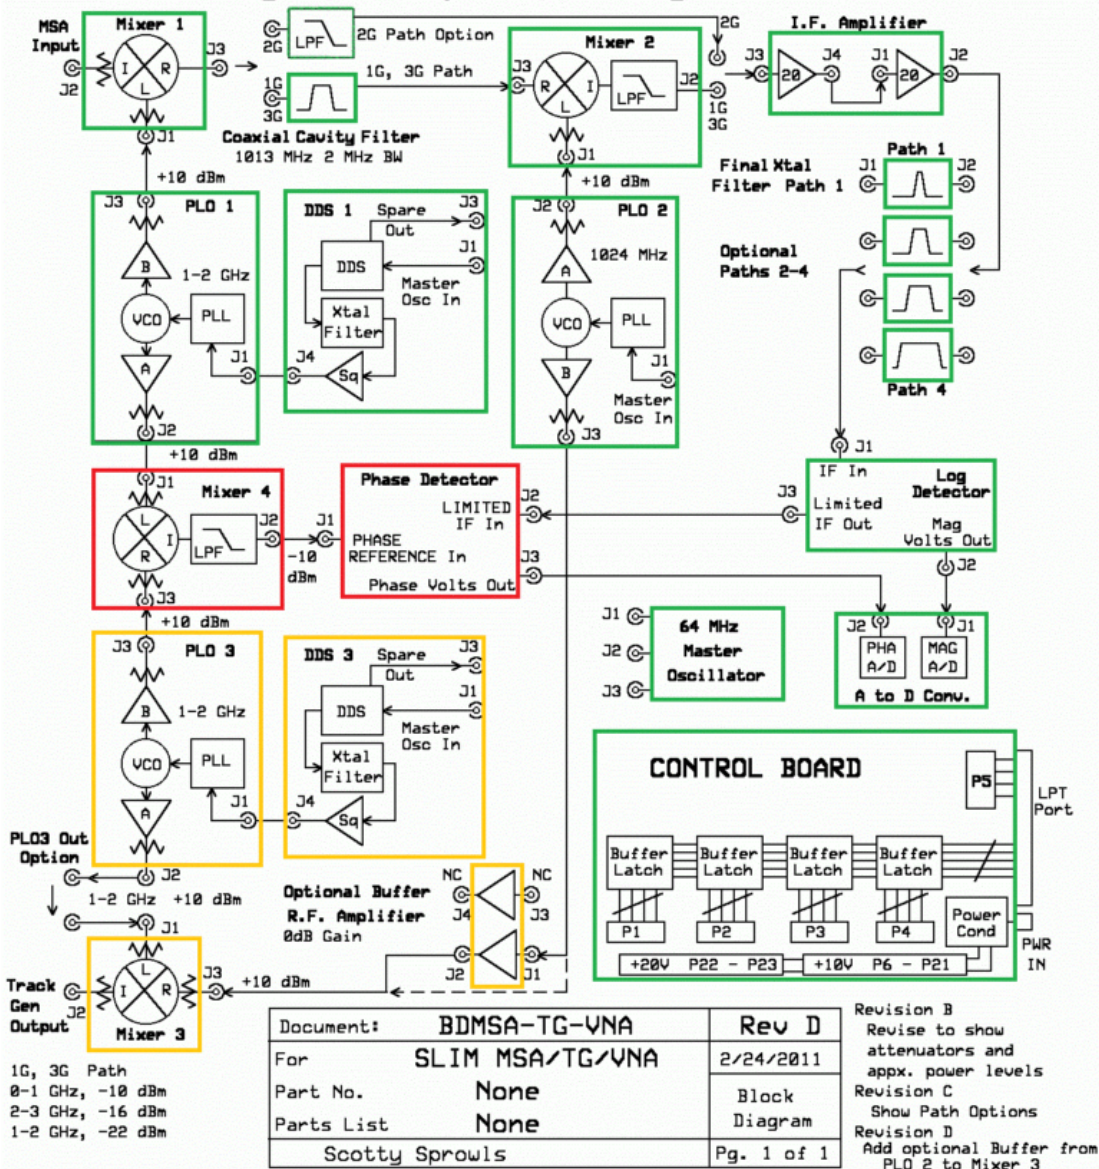 MSA
Input
J2
Mixer 1
I
R
L
J3
J1
2G
LPF
2G Path Option
1G
3G
1G, 3G Path
Coaxial Cavity Filter
1013 MHz 2 MHz BW
Mixer 2
J3
R
I
L
LPF
J2
1G
3G
J1
2G
I.F. Amplifier
J3
20
J4
J1
20
J2
+10 dBm
J3
PLO 1
B
1-2 GHz
VCO
PLL
A
J1
J2
+10 dBm
DDS 1
Spare
Out
J3
J1
DDS
Master
Osc In
Xtal
Filter
J4
Sq
+10 dBm
J2
PLO 2
A
1024 MHz
VCO
PLL
B
J1
Master
Osc In
J3
Final Xtal
Filter Path 1
J1
Path 1
J2
Optional
Paths 2-4
Path 4
J1
Mixer 4
L
I
R
LPF
J2
-10
dBm
J3
+10 dBm
Phase Detector
J1
LIMITED
IF In
J2
PHASE
REFERENCE In
J3
Phase Volts Out
J1
IF In
Log
Detector
J3
Limited
IF Out
Mag
Volts Out
J2
J1
J2
J3
64 MHz
Master
Oscillator
J2
J1
PHA
A/D
MAG
A/D
A to D Conv.
J3
PLO 3
B
1-2 GHz
VCO
PLL
A
J1
J2
DDS 3
Spare
Out
J3
J1
DDS
Master
Osc In
Xtal
Filter
J4
Sq
PLO3 Out
Option
1-2 GHz +10 dBm
J1
Optional Buffer
R.F. Amplifier
0dB Gain
NC
NC
J4
J3
J2
J1
Track
Gen
Output
J2
L
I
R
J3
+10 dBm
Mixer 3
1G, 3G Path
0-1 GHz, -10 dBm
2-3 GHz, -16 dBm
1-2 GHz, -22 dBm
CONTROL BOARD
P5
LPT
Port
Buffer
Latch
Buffer
Latch
Buffer
Latch
Buffer
Latch
P1
P2
P3
P4
Power
Cond
PWR
IN
+20V P22 - P23
+10V P6 - P21
Document: BDMSA-TG-VNA
Rev D
For SLIM MSA/TG/VNA
2/24/2011
Part No. None
Parts List None
Block
Diagram
Scotty Sprowls
Pg. 1 of 1
Revision B
Revise to show
attenuators and
appx. power levels
Revision C
Show Path Options
Revision D
Add optional Buffer from
PLO 2 to Mixer 3